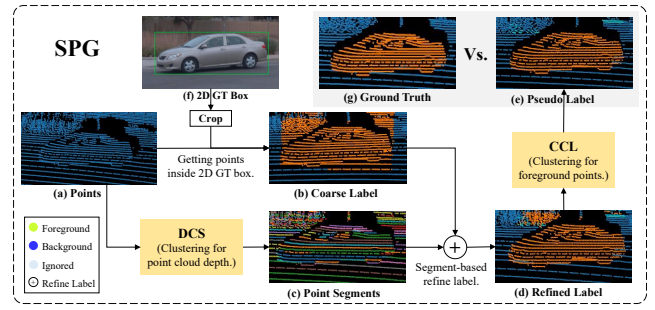 SPG
(f) 2D GT Box
Crop
(g) Ground Truth
Vs.
(e) Pseudo Label
Getting points
inside 2D GT box.
(a) Points
(b) Coarse Label
CCL
(Clustering for
foreground points.)
Foreground
Background
Ignored
+ Refine Label
DCS
(Clustering for
point cloud depth.)
(c) Point Segments
+
Segment-based
refine label.
(d) Refined Label